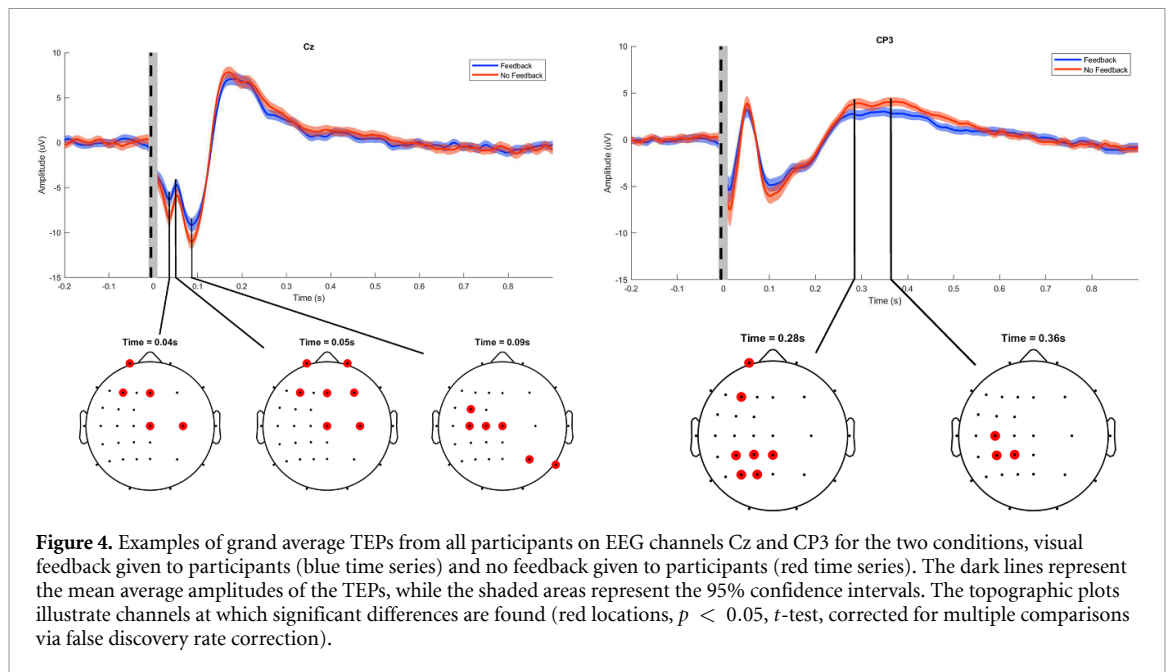 Cz
10
5
0
-5
-10
-15
Amplitude (uV)
-0.2
-0.1
0
0.1
0.2
0.3
0.4
0.5
0.6
0.7
0.8
Time (s)
Feedback
No Feedback
CP3
10
5
0
-5
-10
-15
Amplitude (uV)
-0.2
-0.1
0
0.1
0.2
0.3
0.4
0.5
0.6
0.7
0.8
Time (s)
Feedback
No Feedback
Time = 0.04s
Time = 0.05s
Time = 0.09s
Time = 0.28s
Time = 0.36s
Figure 4. Examples of grand average TEPs from all participants on EEG channels Cz and CP3 for the two conditions, visual
feedback given to participants (blue time series) and no feedback given to participants (red time series). The dark lines represent
the mean average amplitudes of the TEPs, while the shaded areas represent the 95% confidence intervals. The topographic plots
illustrate channels at which significant differences are found (red locations, p < 0.05, t-test, corrected for multiple comparisons
via false discovery rate correction).